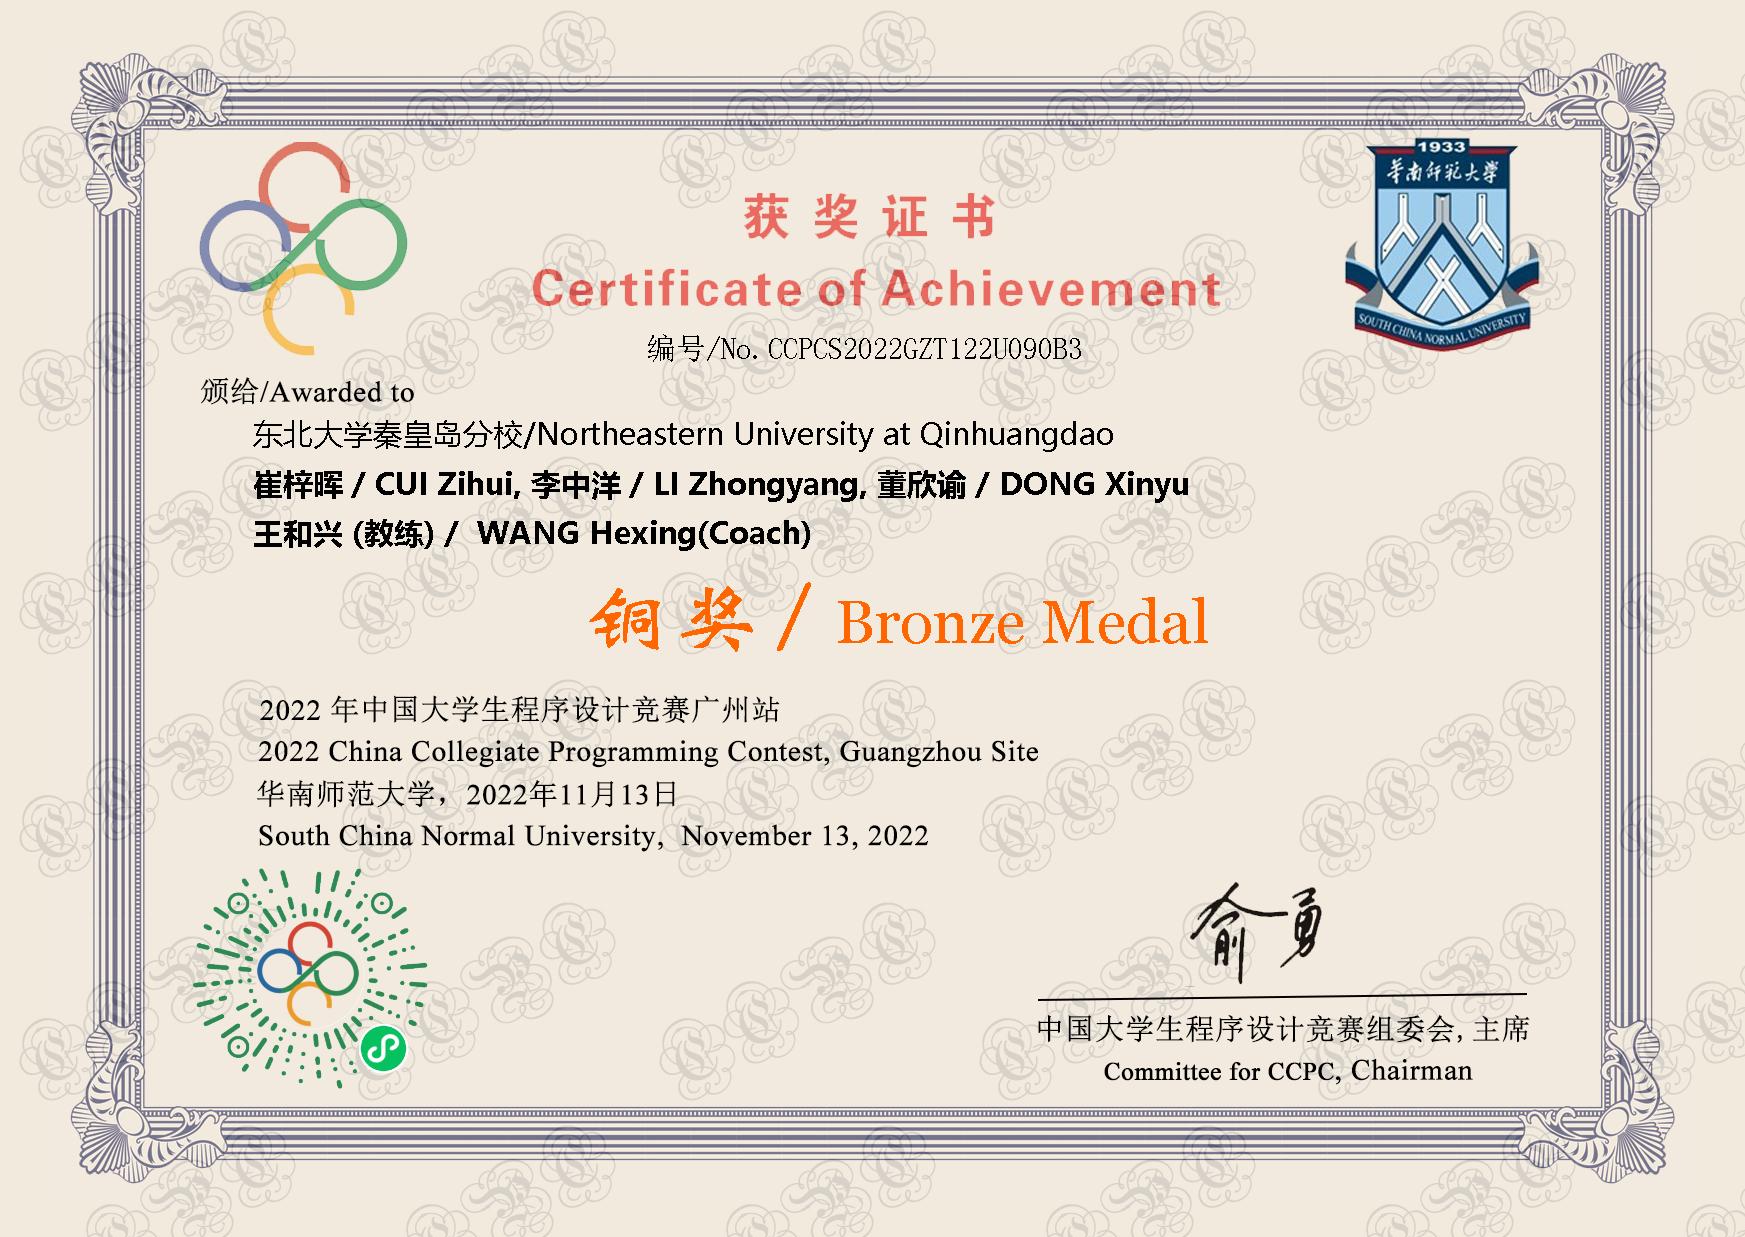 1933
华南师范大学
SOUTH CHINA NORMAL UNIVERSITY
获奖证书
Certificate of Achievement
编号/No. CCPCS2022GZT122U090B3
颁给/Awarded to
东北大学秦皇岛分校/Northeastern University at Qinhuangdao
崔梓晖 / CUI Zihui, 李中洋 / LI Zhongyang, 董欣谕 / DONG Xinyu
王和兴 (教练) / WANG Hexing(Coach)
铜奖 / Bronze Medal
2022 年中国大学生程序设计竞赛广州站
2022 China Collegiate Programming Contest, Guangzhou Site
华南师范大学，2022年11月13日
South China Normal University, November 13, 2022
俞勇
中国大学生程序设计竞赛组委会, 主席
Committee for CCPC, Chairman